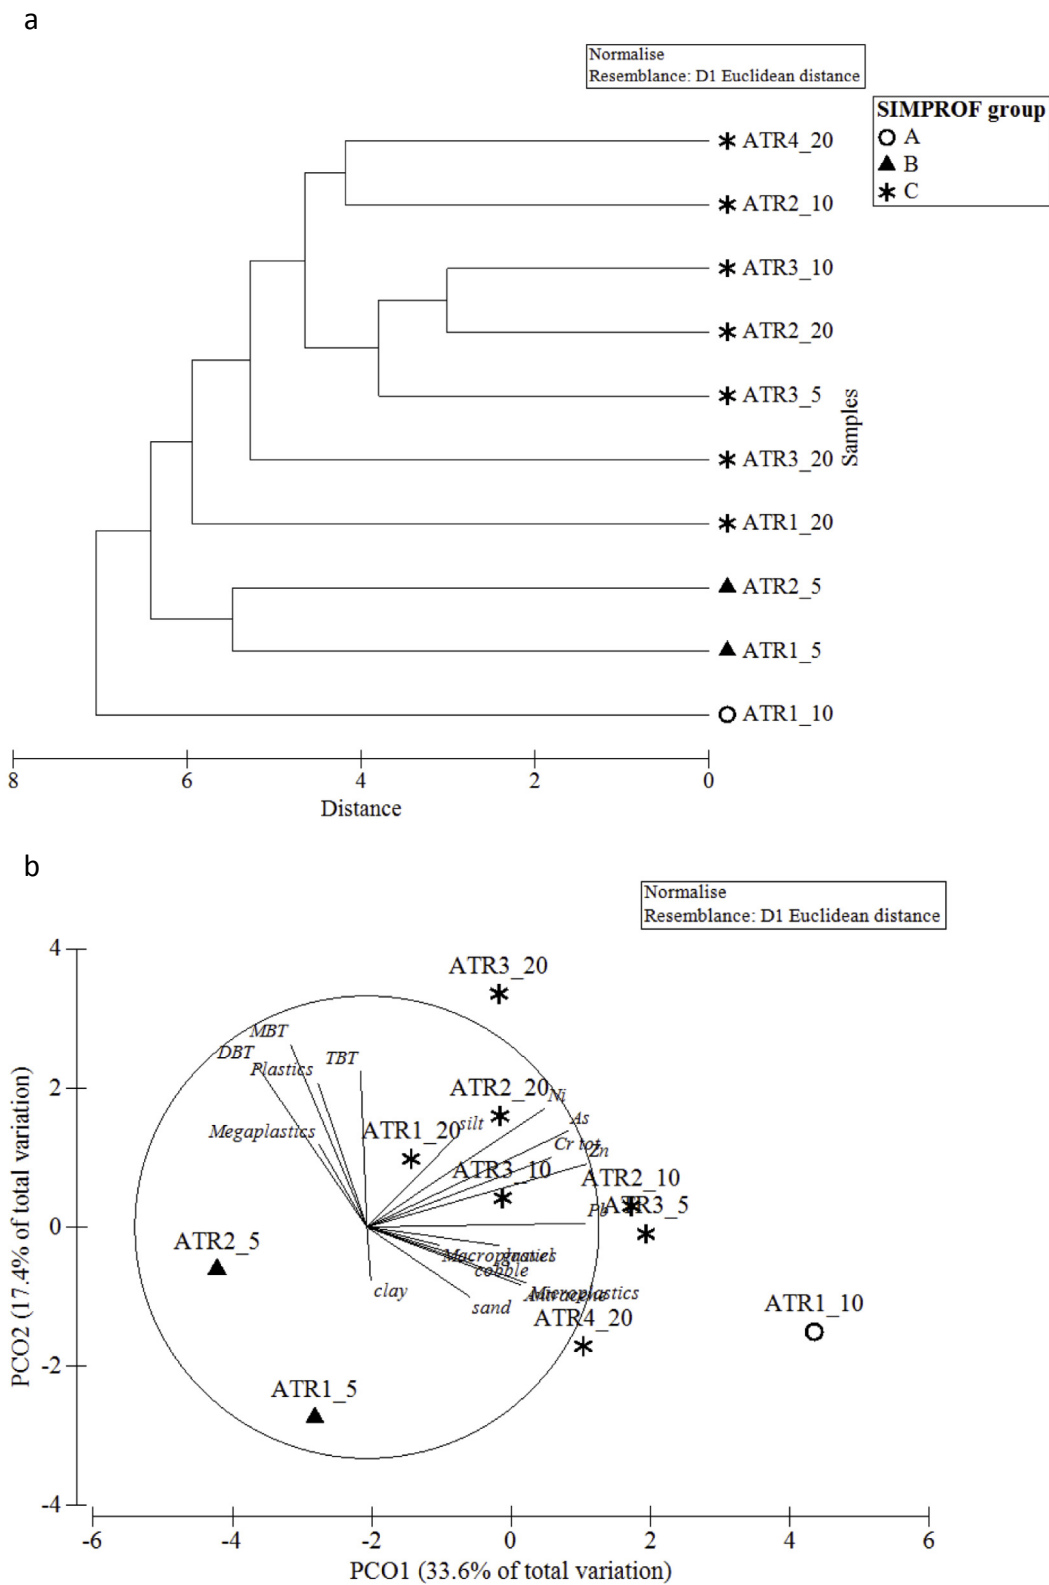 a
Normalise
Resemblance: D1 Euclidean distance
SIMPROF group
A
B
C
ATR4_20
ATR2_10
ATR3_10
ATR2_20
ATR3_5
ATR3_20
ATR1_20
ATR2_5
ATR1_5
ATR1_10
Samples
8 6 4 2 0
Distance
b
Normalise
Resemblance: D1 Euclidean distance
4
2
0
-2
-4
PCO2 (17.4% of total variation)
ATR3_20
MBT
DBT
TBT
Plastics
ATR2_20
Ni
silt
As
Megaplastics
ATR1_20
Cr tot
Zn
ATR3_10
ATR2_10
ATR3_5
Pb
ATR2_5
Macroplastics
gravel
cobble
clay
Microplastics
sand
ATR4_20
ATR1_10
ATR1_5
-6 -4 -2 0 2 4 6
PCO1 (33.6% of total variation)